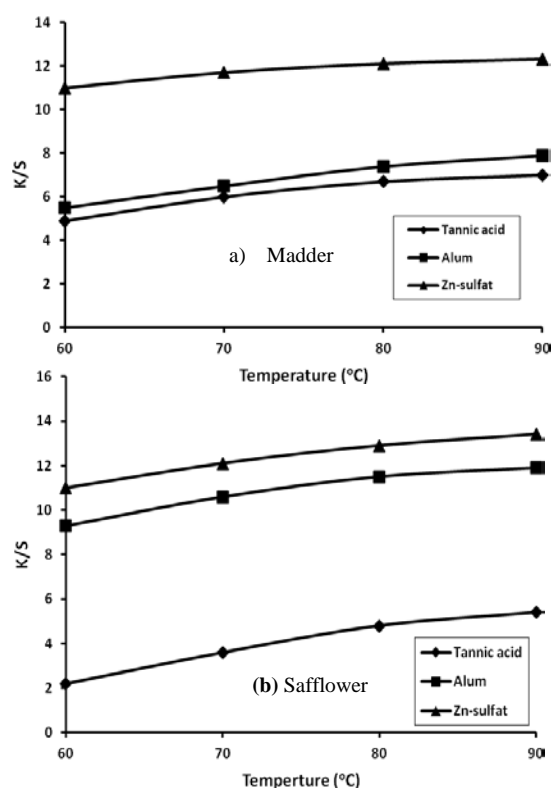 14
12
10
8
6
4
2
0
K/S
a) Madder
Tannic acid
Alum
Zn-sulfat
60 70 80 90
Temperature (°C)
16
14
12
10
8
6
4
2
0
K/S
(b) Safflower
Tannic acid
Alum
Zn-sulfat
60 70 80 90
Temperture (°C)